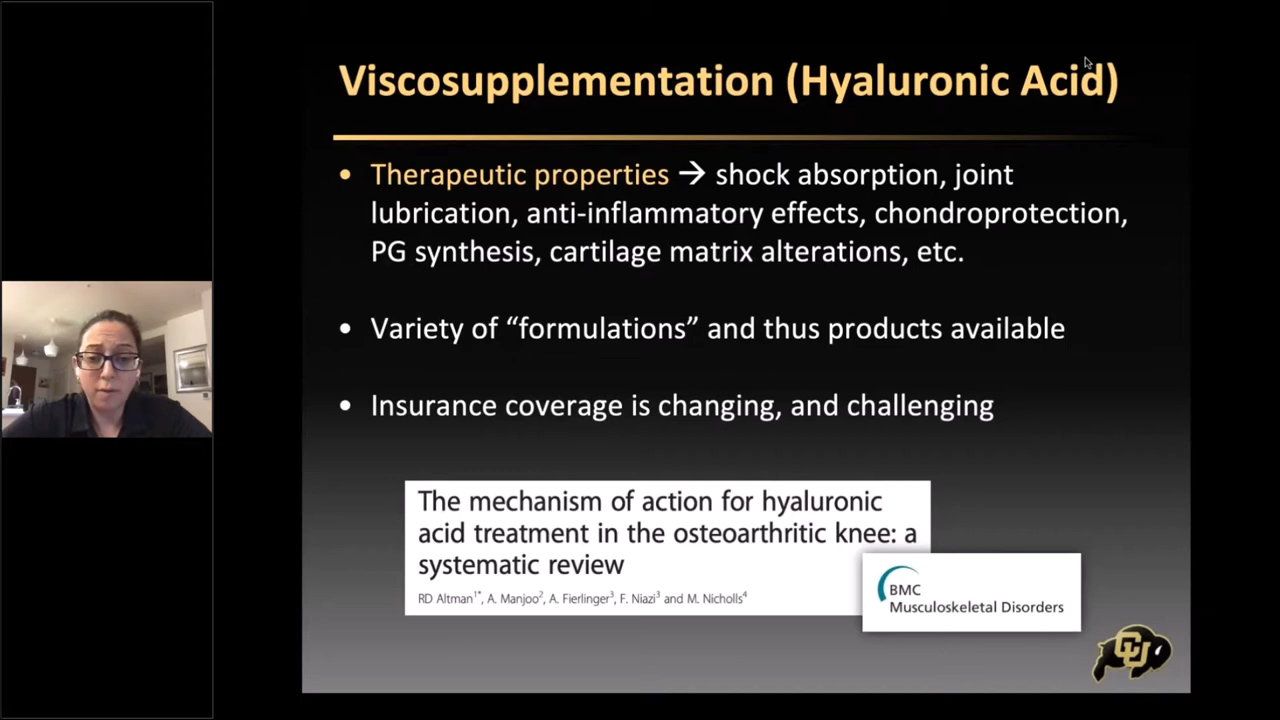 Viscosupplementation (Hyaluronic Acid)
• Therapeutic properties → shock absorption, joint
lubrication, anti-inflammatory effects, chondroprotection,
PG synthesis, cartilage matrix alterations, etc.
• Variety of “formulations” and thus products available
• Insurance coverage is changing, and challenging
The mechanism of action for hyaluronic
acid treatment in the osteoarthritic knee: a
systematic review
RD Altman1*, A. Manjoo2, A. Fierlinger3, F. Niazi3 and M. Nicholls4
BMC
Musculoskeletal Disorders
CU